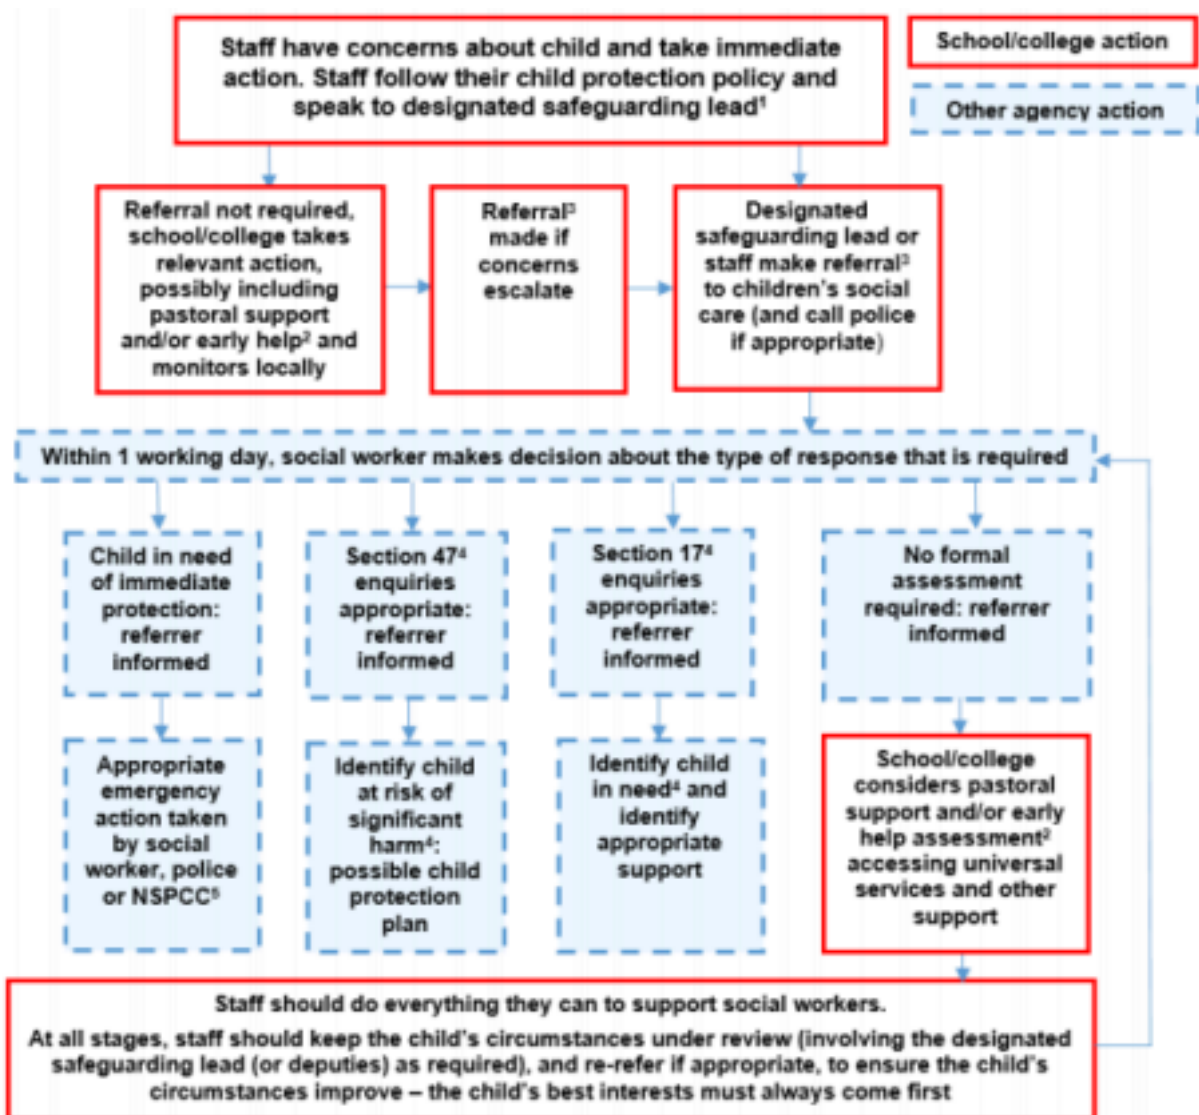 Staff have concerns about child and take immediate
action. Staff follow their child protection policy and
speak to designated safeguarding lead¹
School/college action
Other agency action
Referral not required,
school/college takes
relevant action,
possibly including
pastoral support
and/or early help² and
monitors locally
Referral³
made if
concerns
escalate
Designated
safeguarding lead or
staff make referral³
to children's social
care (and call police
if appropriate)
Within 1 working day, social worker makes decision about the type of response that is required
Child in need
of immediate
protection:
referrer
informed
Section 47⁴
enquiries
appropriate:
referrer
informed
Section 17⁴
enquiries
appropriate:
referrer
informed
No formal
assessment
required: referrer
informed
Appropriate
emergency
action taken
by social
worker, police
or NSPCC⁵
Identify child
at risk of
significant
harm⁴:
possible child
protection
plan
Identify child
in need⁴ and
identify
appropriate
support
School/college
considers pastoral
support and/or early
help assessment²
accessing universal
services and other
support
Staff should do everything they can to support social workers.
At all stages, staff should keep the child's circumstances under review (involving the designated
safeguarding lead (or deputies) as required), and re-refer if appropriate, to ensure the child's
circumstances improve – the child's best interests must always come first